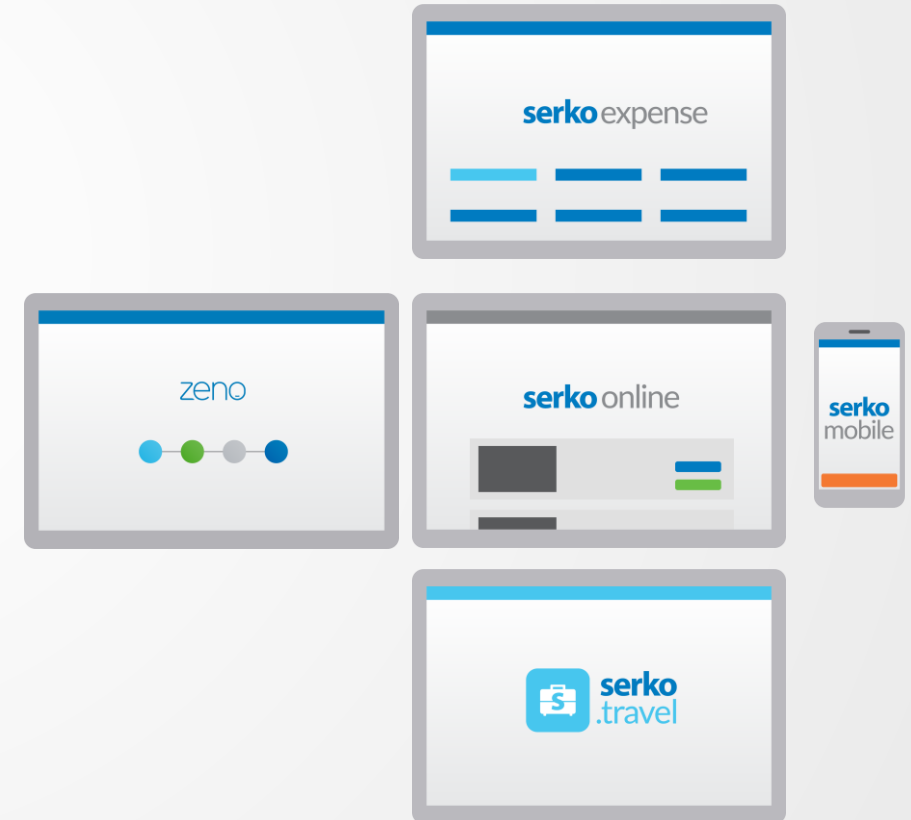 serko expense
zeno
serko online
serko
mobile
S
serko
.travel